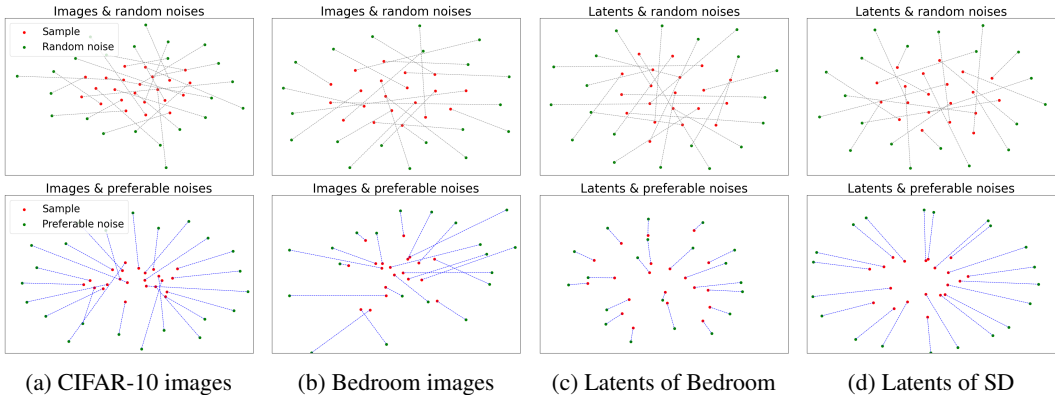 Images & random noises
Sample
Random noise
Images & random noises
Latents & random noises
Latents & random noises
Images & preferable noises
Sample
Preferable noise
Images & preferable noises
Latents & preferable noises
Latents & preferable noises
(a) CIFAR-10 images
(b) Bedroom images
(c) Latents of Bedroom
(d) Latents of SD